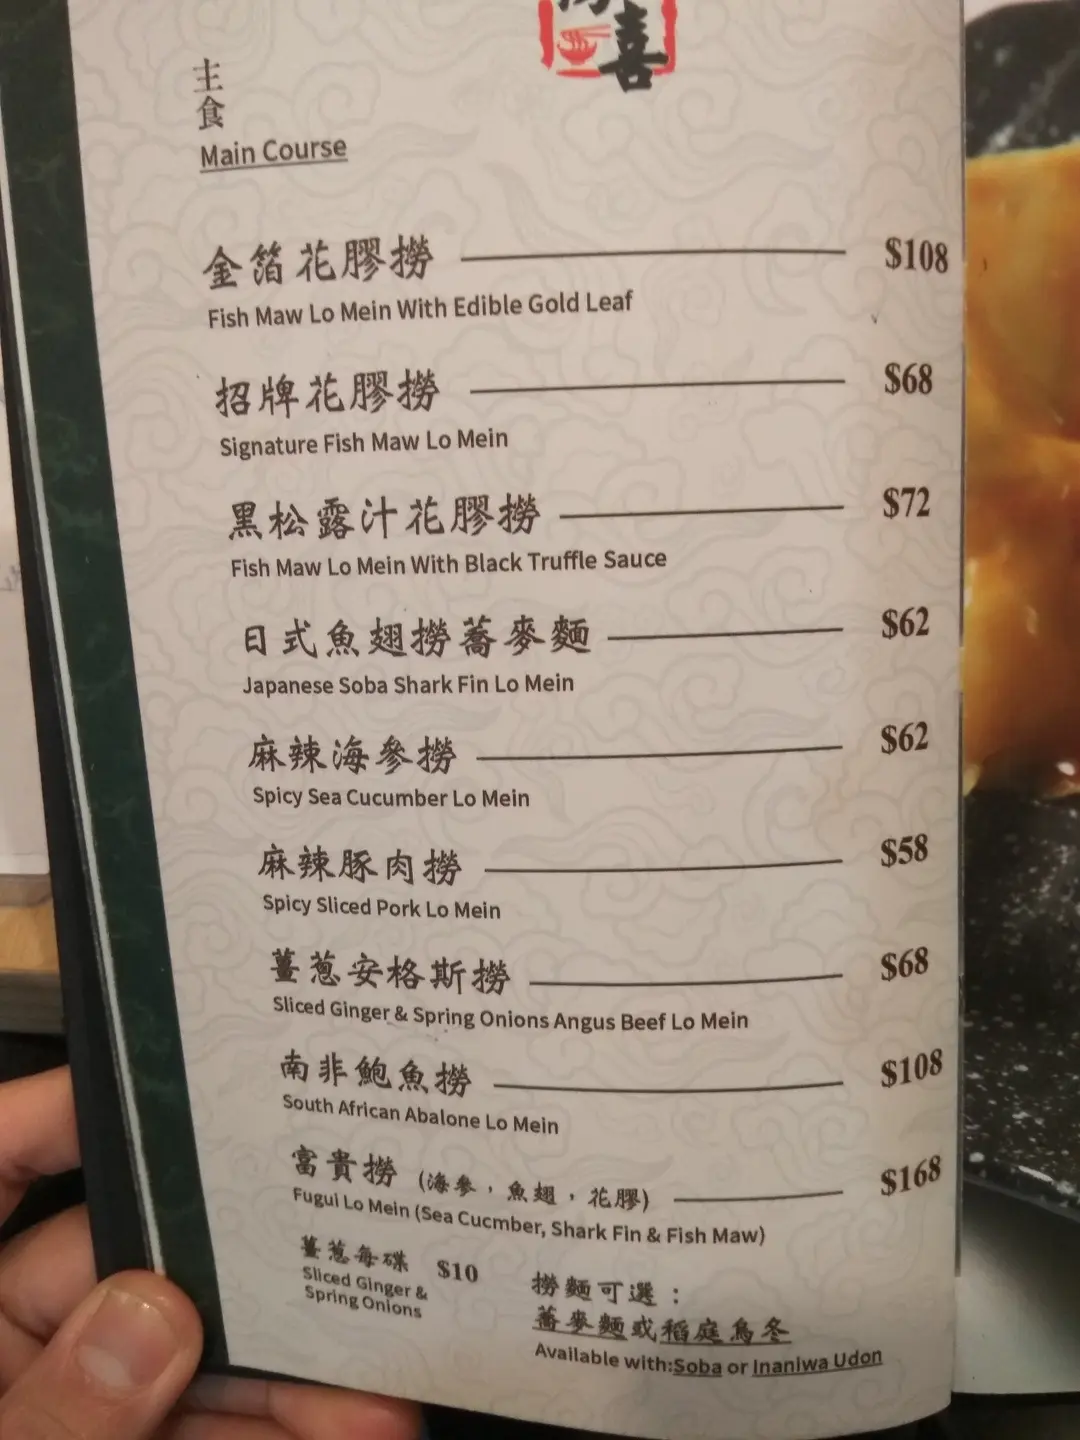 喜
主食
Main Course
金箔花膠撈 $108
Fish Maw Lo Mein With Edible Gold Leaf
招牌花膠撈 $68
Signature Fish Maw Lo Mein
黑松露汁花膠撈 $72
Fish Maw Lo Mein With Black Truffle Sauce
日式魚翅撈蕎麥麵 $62
Japanese Soba Shark Fin Lo Mein
麻辣海參撈 $62
Spicy Sea Cucumber Lo Mein
麻辣豚肉撈 $58
Spicy Sliced Pork Lo Mein
薑蔥安格斯撈 $68
Sliced Ginger & Spring Onions Angus Beef Lo Mein
南非鮑魚撈 $108
South African Abalone Lo Mein
富貴撈 (海參，魚翅，花膠) $168
Fugui Lo Mein (Sea Cucmber, Shark Fin & Fish Maw)
薑蔥每碟 $10
Sliced Ginger &
Spring Onions
撈麵可選：
蕎麥麵或稻庭烏冬
Available with:Soba or Inaniwa Udon